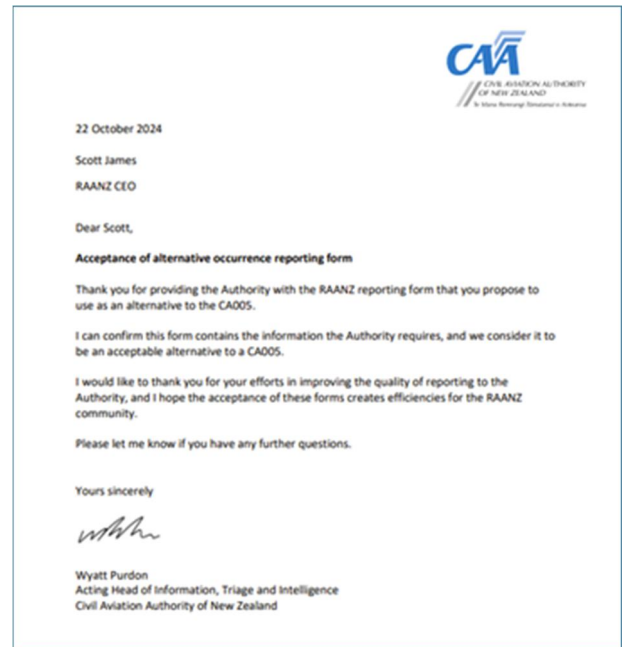 CAA
CIVIL AVIATION AUTHORITY
OF NEW ZEALAND
22 October 2024
Scott James
RAANZ CEO
Dear Scott,
Acceptance of alternative occurrence reporting form
Thank you for providing the Authority with the RAANZ reporting form that you propose to
use as an alternative to the CA005.
I can confirm this form contains the information the Authority requires, and we consider it to
be an acceptable alternative to a CA005.
I would like to thank you for your efforts in improving the quality of reporting to the
Authority, and I hope the acceptance of these forms creates efficiencies for the RAANZ
community.
Please let me know if you have any further questions.
Yours sincerely
Wyatt Purdon
Acting Head of Information, Triage and Intelligence
Civil Aviation Authority of New Zealand